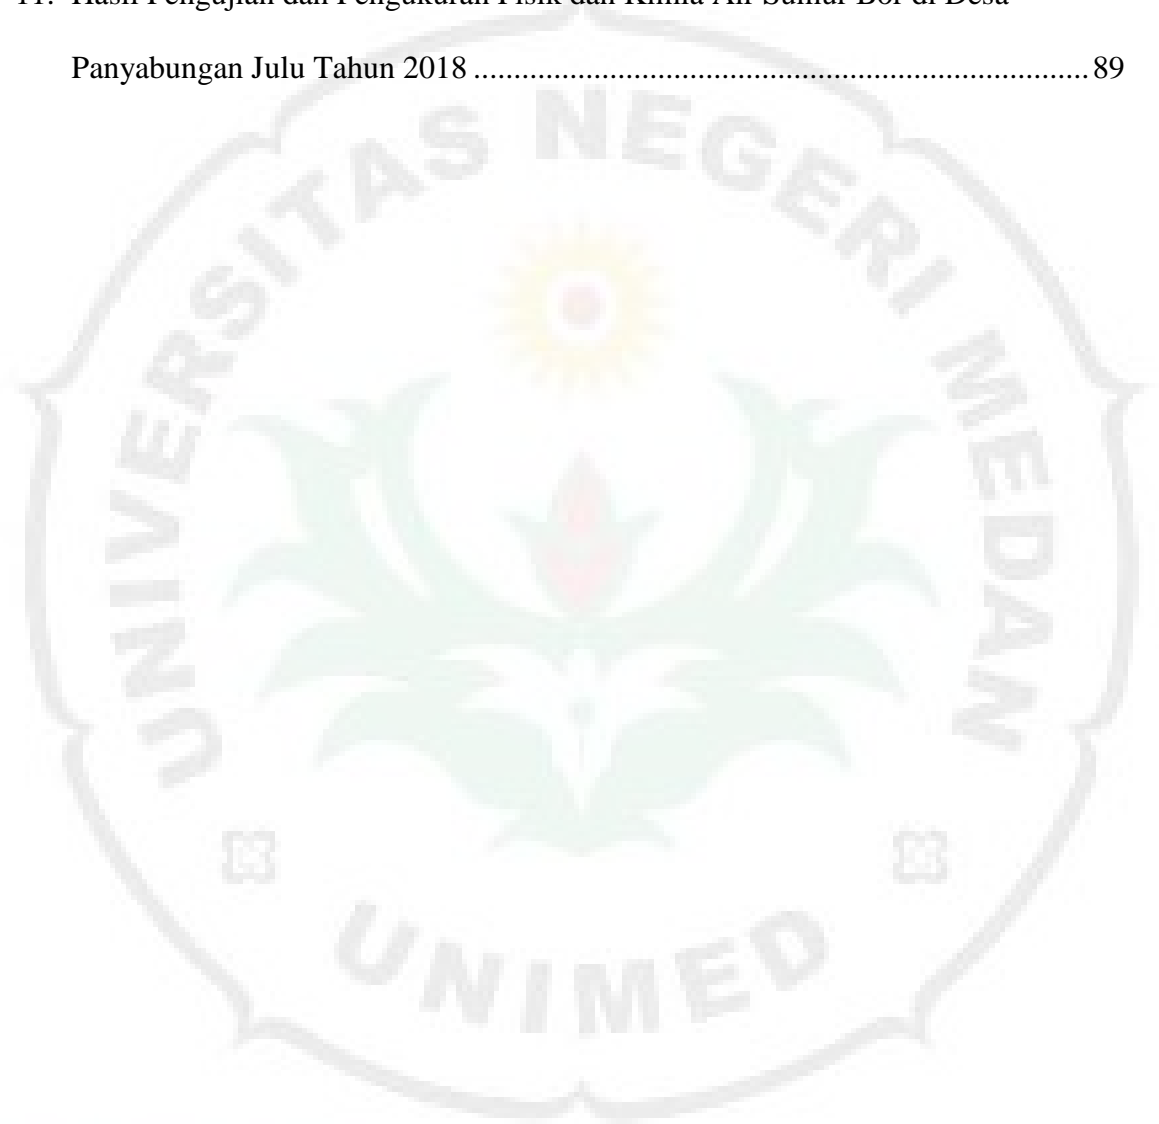 11. Hasil Pengujian dan Pengukuran Fisik dan Kimia Air Sumur Bor di Desa
Panyabungan Julu Tahun 2018 ............................................................................. 89
UNIVERSITAS NEGERI MEDAN
UNIMED